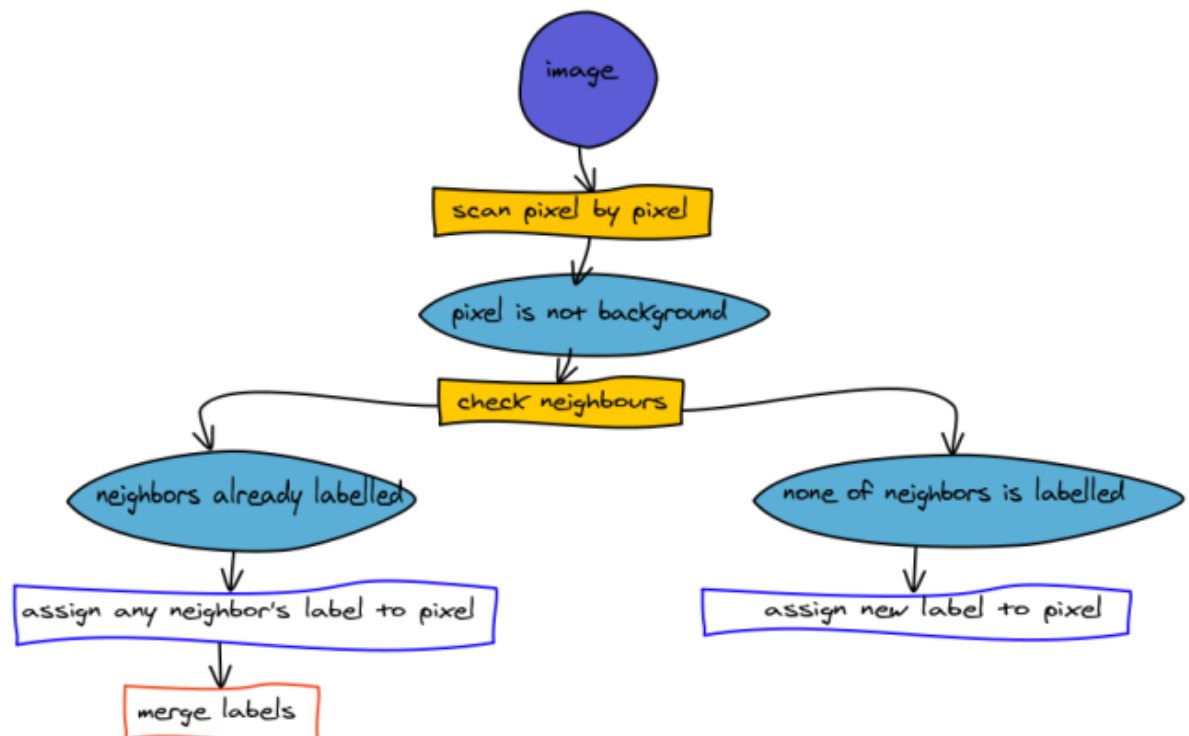 image
scan pixel by pixel
pixel is not background
check neighbours
neighbors already labelled
none of neighbors is labelled
assign any neighbor's label to pixel
assign new label to pixel
merge labels